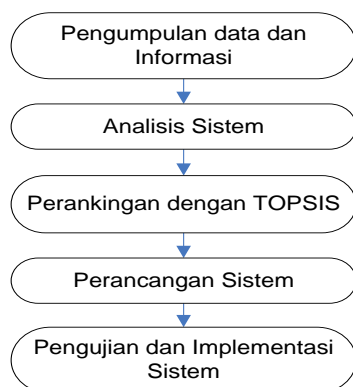 Pengumpulan data dan
Informasi
Analisis Sistem
Perankingan dengan TOPSIS
Perancangan Sistem
Pengujian dan Implementasi
Sistem